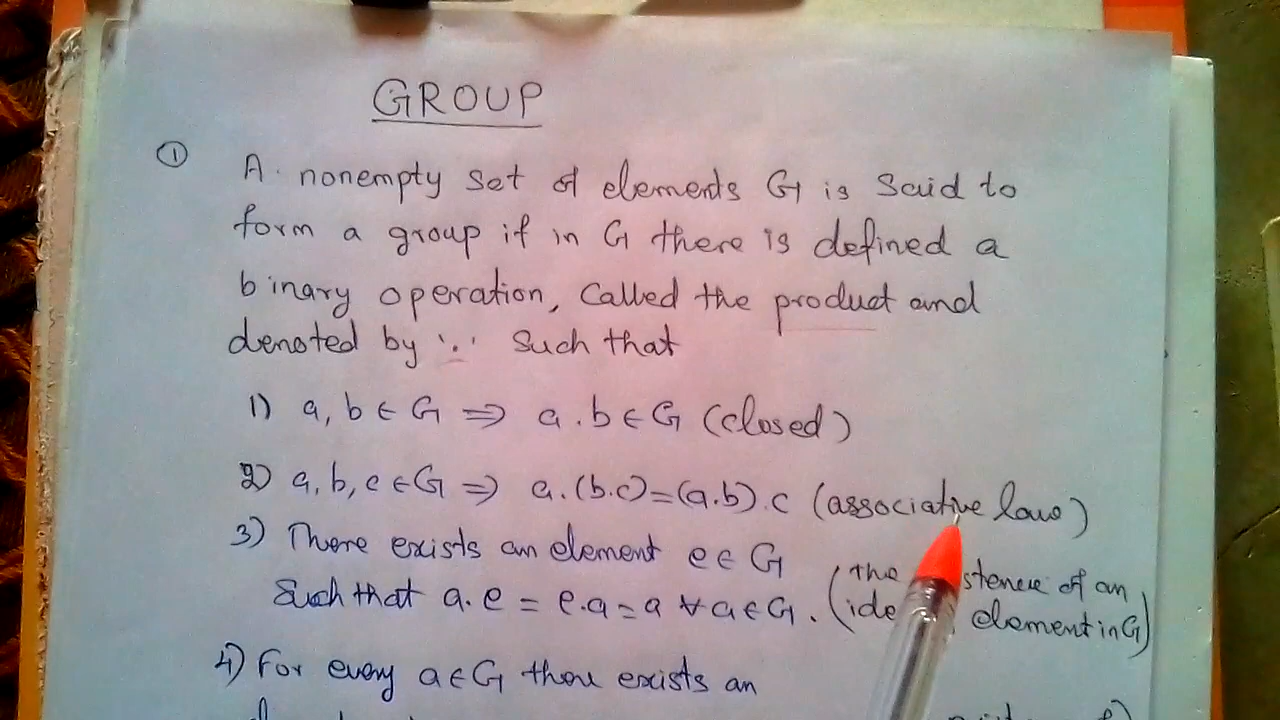 GROUP
① A nonempty set of elements G is said to
form a group if in G there is defined a
binary operation, called the product and
denoted by '.' such that
1) a, b ∈ G ⇒ a . b ∈ G (closed)
2) a, b, c ∈ G ⇒ a . (b . c) = (a . b) . c (associative law)
3) There exists an element e ∈ G
such that a . e = e . a = a ∀ a ∈ G . (the of an
element in G)
4) For every a ∈ G there exists an